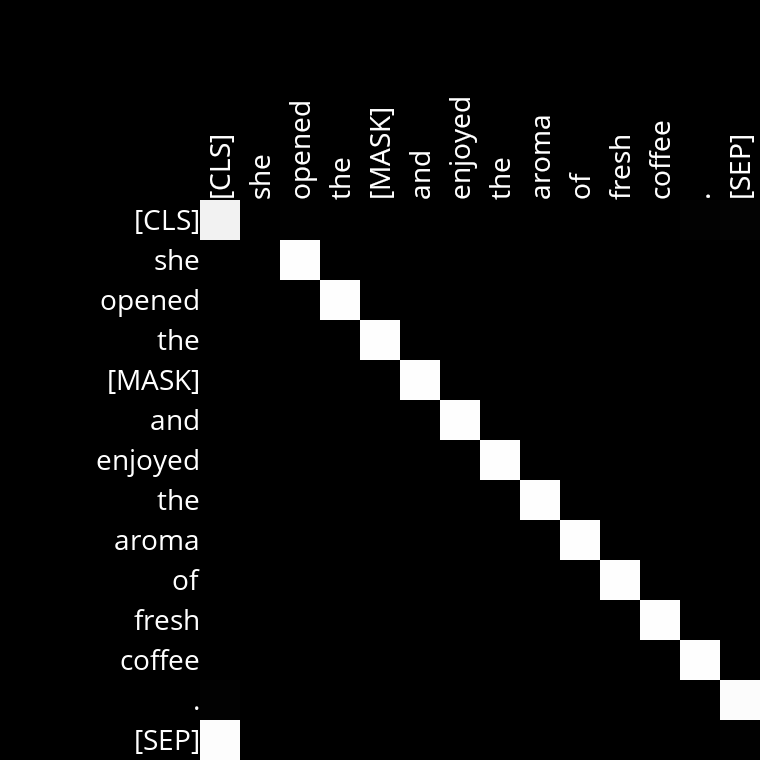 [CLS] she opened the [MASK] and enjoyed the aroma of fresh coffee . [SEP]
[CLS]
she
opened
the
[MASK]
and
enjoyed
the
aroma
of
fresh
coffee
.
[SEP]